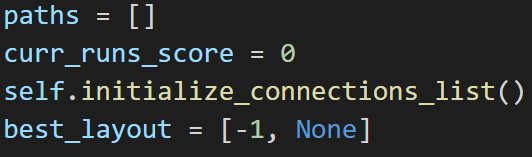 paths = []
curr_runs_score = 0
self.initialize_connections_list()
best_layout = [-1, None]